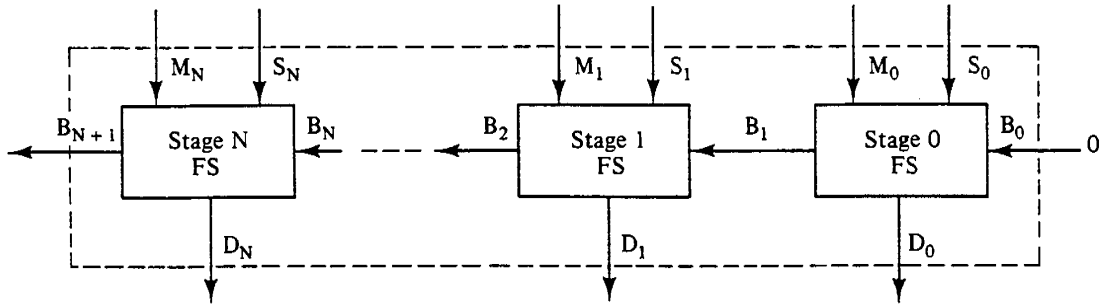 M_N S_N M_1 S_1 M_0 S_0
B_{N+1} Stage N FS B_N B_2 Stage 1 FS B_1 Stage 0 FS B_0 0
D_N D_1 D_0